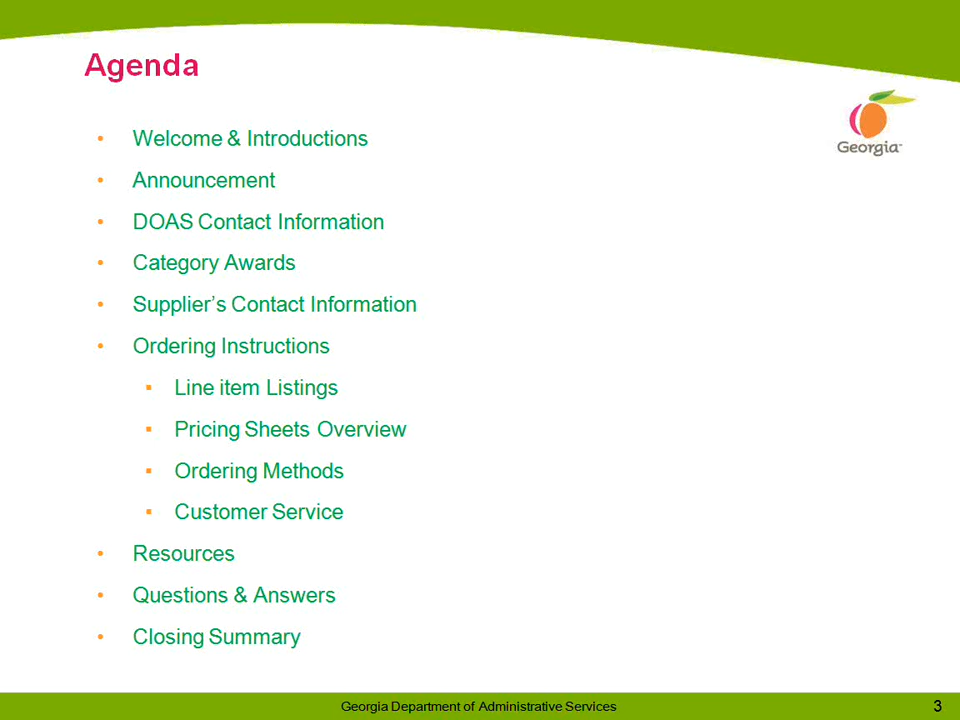 Agenda
Georgia™
• Welcome & Introductions
• Announcement
• DOAS Contact Information
• Category Awards
• Supplier’s Contact Information
• Ordering Instructions
▪ Line item Listings
▪ Pricing Sheets Overview
▪ Ordering Methods
▪ Customer Service
• Resources
• Questions & Answers
• Closing Summary
Georgia Department of Administrative Services
3